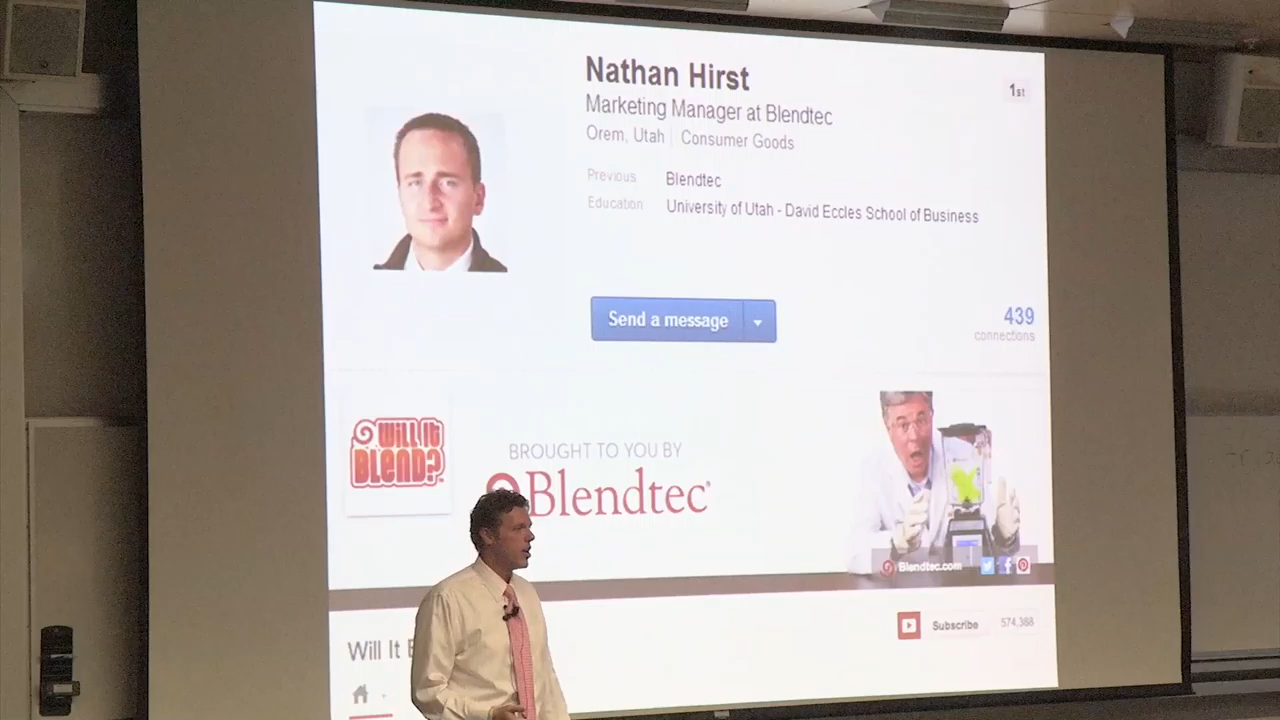 Nathan Hirst
1st
Marketing Manager at Blendtec
Orem, Utah | Consumer Goods
Previous Blendtec
Education University of Utah - David Eccles School of Business
Send a message
439
connections
WiLL iT
BLEND?
BROUGHT TO YOU BY
Blendtec
Blendtec.com
Subscribe 574,388
Will It